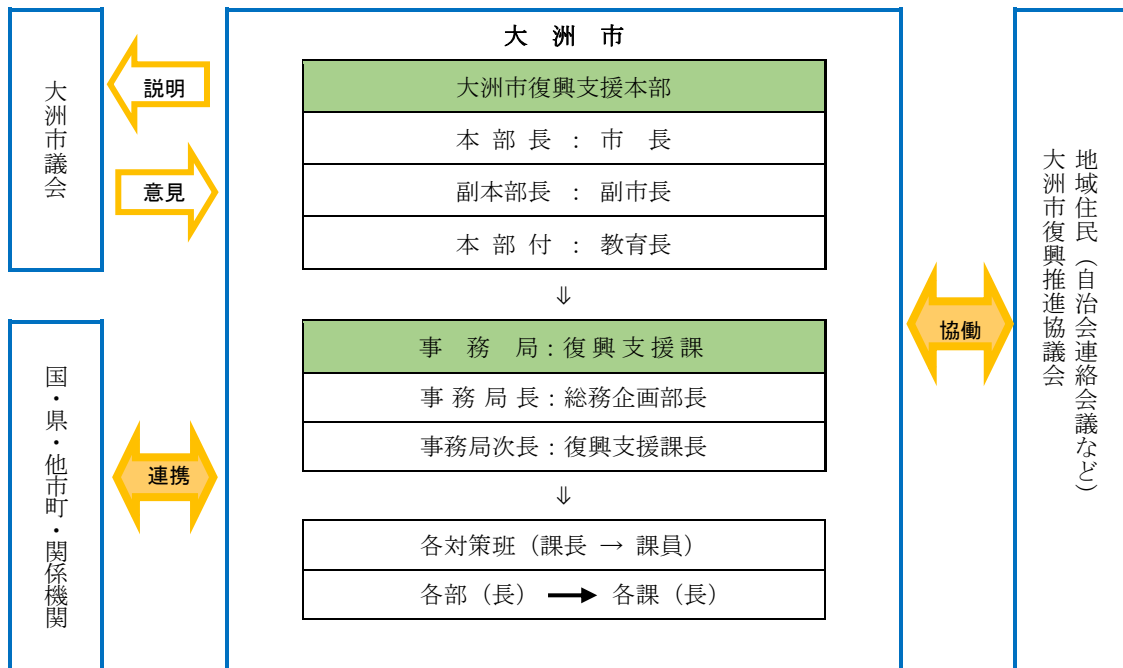 大洲市議会
説明
意見
国・県・他市町・関係機関
連携
大 洲 市
大洲市復興支援本部
本 部 長 : 市 長
副本部長 : 副市長
本 部 付 : 教育長
⇓
事 務 局:復興支援課
事務局長:総務企画部長
事務局次長:復興支援課長
⇓
各対策班(課長 → 課員)
各部(長) → 各課(長)
協働
地域住民(自治会連絡会議など)
大洲市復興推進協議会